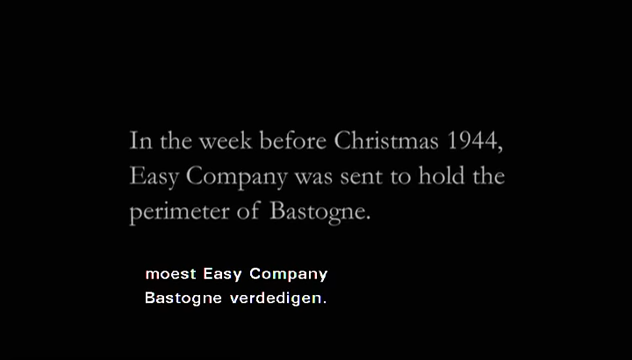 In the week before Christmas 1944,
Easy Company was sent to hold the
perimeter of Bastogne.
moest Easy Company
Bastogne verdedigen.